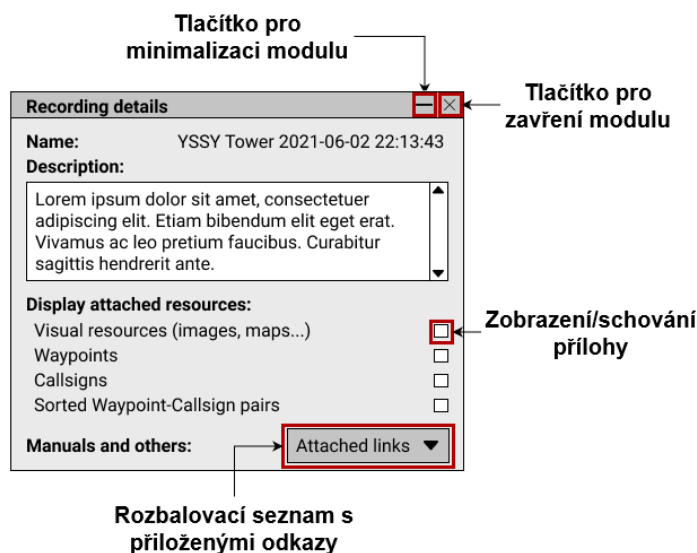 Tlačítko pro
minimalizaci modulu
Tlačítko pro
zavření modulu
Recording details
Name: YSSY Tower 2021-06-02 22:13:43
Description:
Lorem ipsum dolor sit amet, consectetuer
adipiscing elit. Etiam bibendum elit eget erat.
Vivamus ac leo pretium faucibus. Curabitur
sagittis hendrerit ante.
Display attached resources:
Visual resources (images, maps...)
Zobrazení/schování
přílohy
Waypoints
Callsigns
Sorted Waypoint-Callsign pairs
Manuals and others: Attached links
Rozbalovací seznam s
přiloženými odkazy